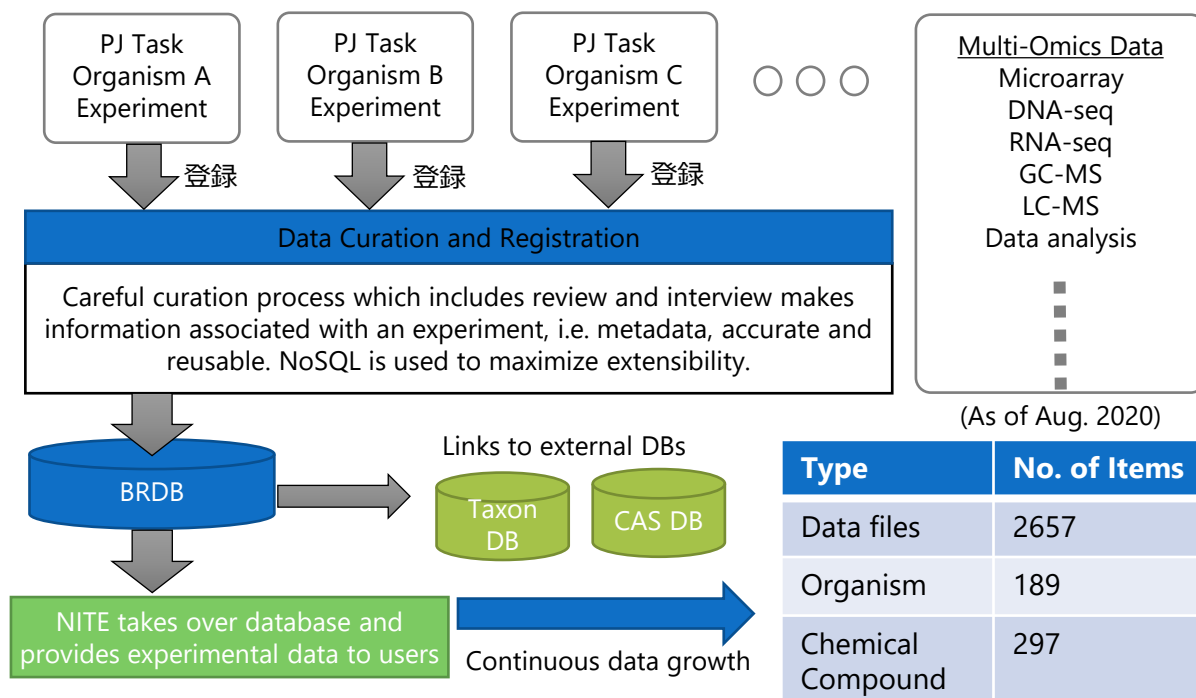 PJ Task
Organism A
Experiment
PJ Task
Organism B
Experiment
PJ Task
Organism C
Experiment
Multi-Omics Data
Microarray
DNA-seq
RNA-seq
GC-MS
LC-MS
Data analysis
登録
登録
登録
Data Curation and Registration
Careful curation process which includes review and interview makes
information associated with an experiment, i.e. metadata, accurate and
reusable. NoSQL is used to maximize extensibility.
(As of Aug. 2020)
BRDB
Links to external DBs
Taxon
DB
CAS DB
Type No. of Items
Data files 2657
Organism 189
Chemical
Compound 297
NITE takes over database and
provides experimental data to users
Continuous data growth